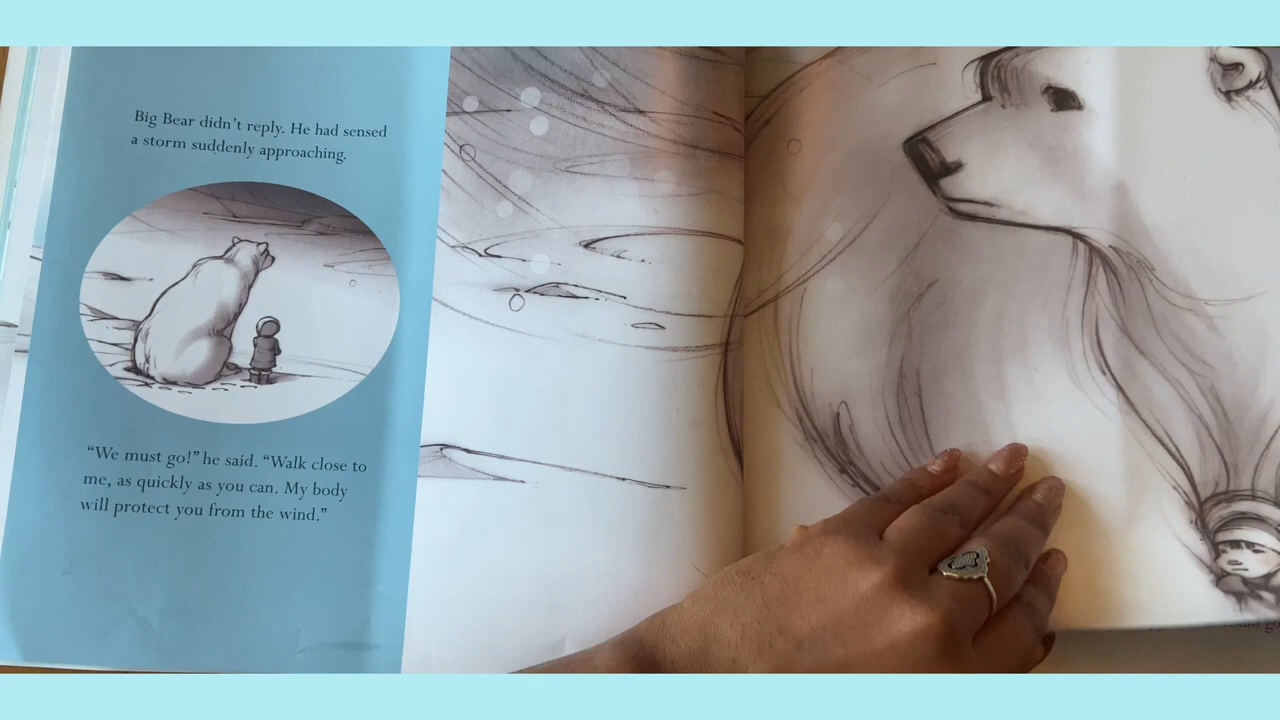 Big Bear didn't reply. He had sensed
a storm suddenly approaching.
“We must go!” he said. “Walk close to
me, as quickly as you can. My body
will protect you from the wind.”